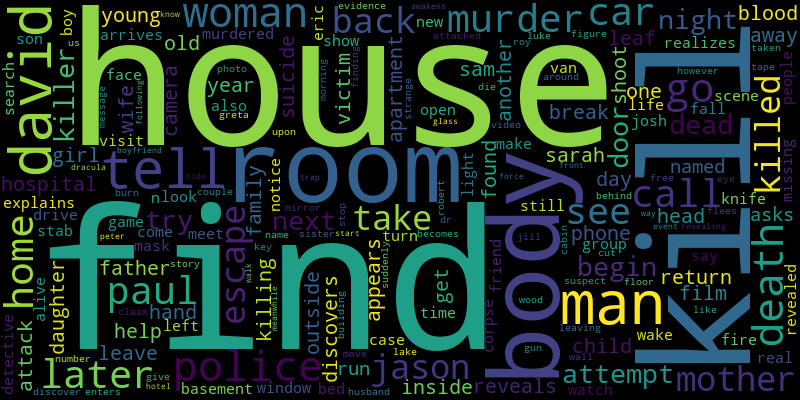 house
find
kill
room
body
man
david
tell
police
murder
car
woman
back
night
blood
young
boy
know
evidence
awakens
eric
new
attacked
roy
luke
figure
realizes
away
taken
us
arrives
murdered
show
leaf
son
old
killer
face
photo
suicide
camera
wife
year
victim
finding
morning
strange
apartment
sam
die
van
around
another
shoot
door
one
life
scene
tape
however
people
search
message
following
also
greta
upon
open
glass
video
break
josh
fall
go
dead
killed
visit
boyfriend
girl
dracula
trap
hide
couple
notice
light
found
make
sarah
force
front
named
free
eye
missing
hospital
burn
nlook
family
mirror
stop
robert
dr
still
day
behind
call
knife
flees
explains
drive
stab
game
come
meet
try
escape
next
take
see
phone
head
way
event
revealing
asks
home
mask
peter
becomes
name
sister
start
turn
friend
jill
cabin
group
cut
say
death
father
story
key
suddenly
appears
get
time
corpse
begin
suspect
floor
return
revealed
alive
daughter
paul
hand
walk
killing
meanwhile
outside
building
wood
film
like
attack
claim
help
left
discovers
case
lake
gun
leaving
wake
fire
detective
number
leave
move
run
jason
inside
wall
child
real
later
give
basement
window
bed
reveals
attempt
mother
discover
enters
hotel
husband
watch